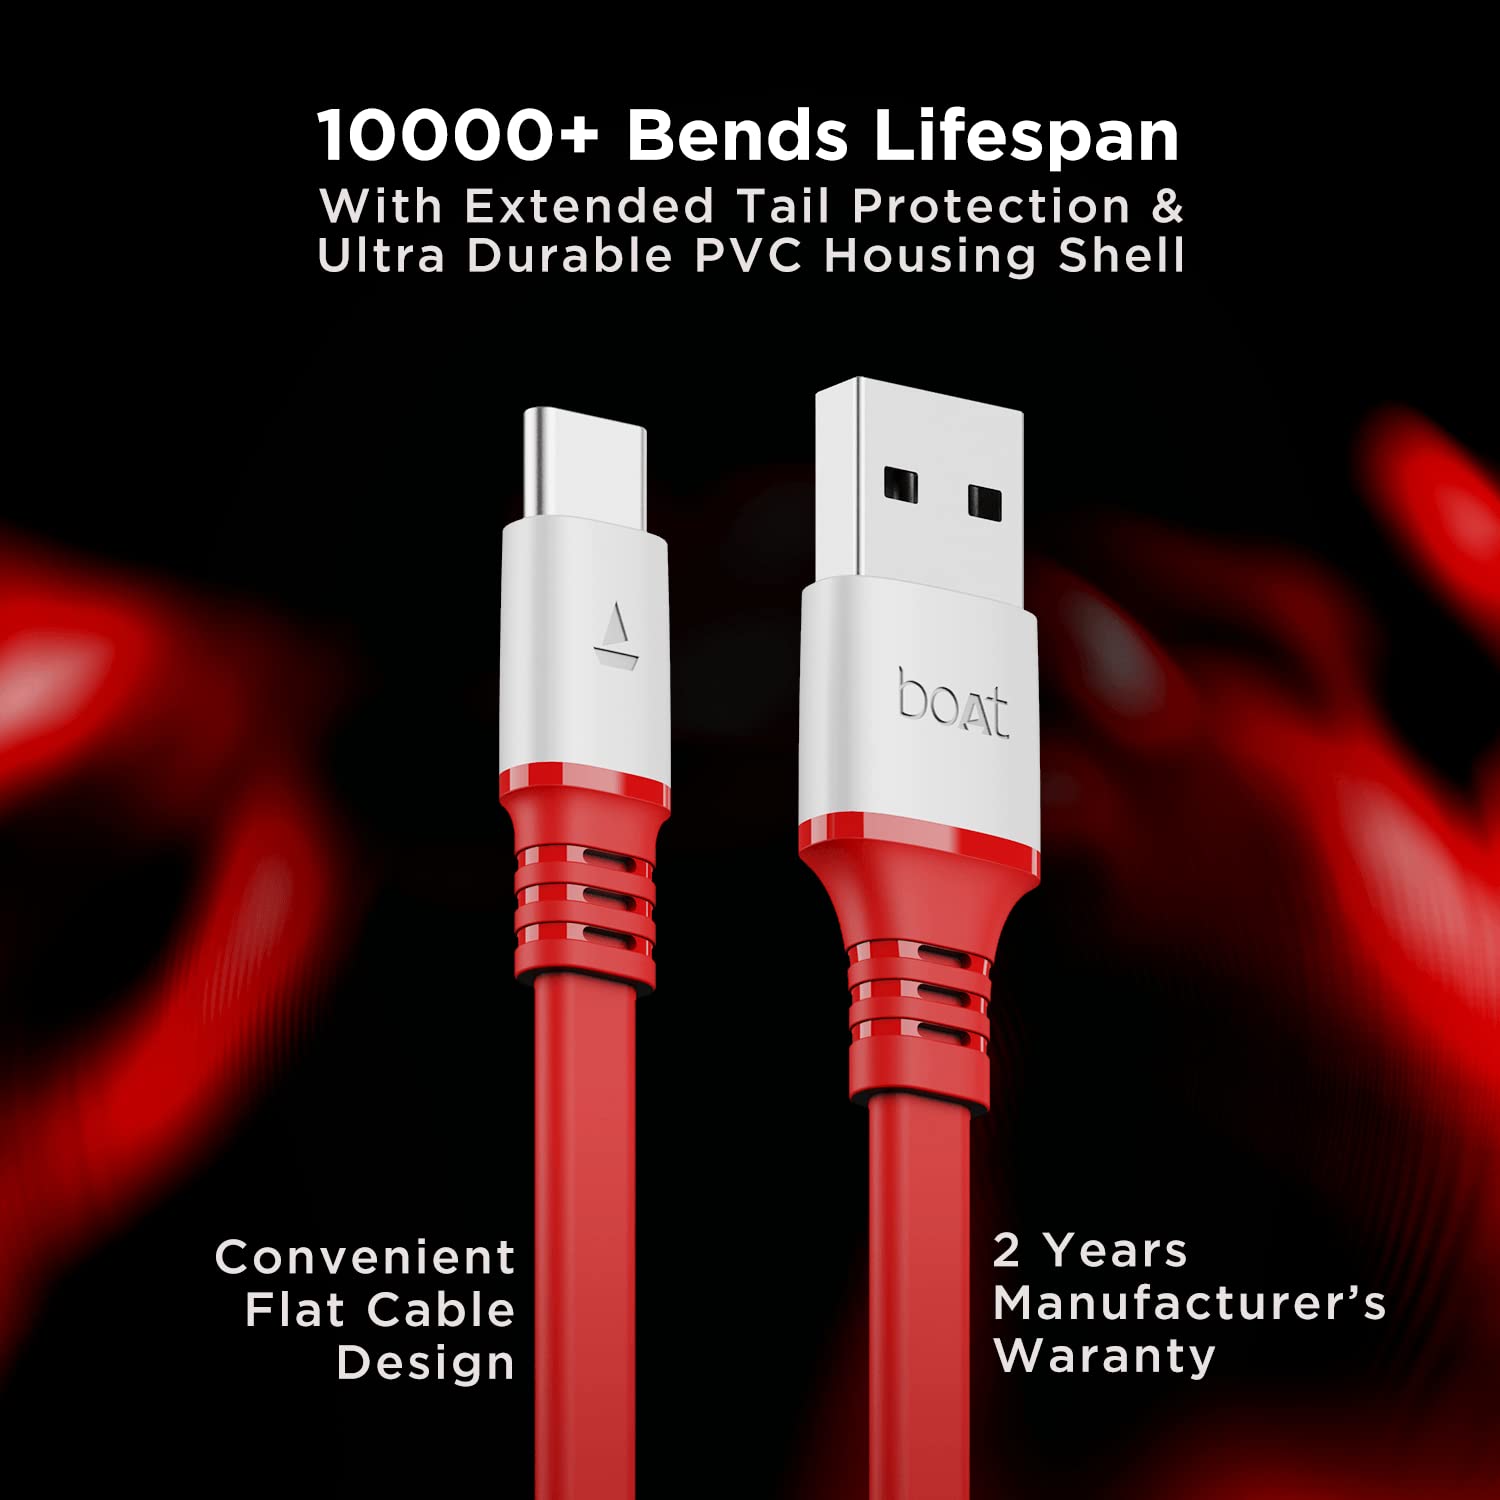 10000+ Bends Lifespan
With Extended Tail Protection &
Ultra Durable PVC Housing Shell
boAt
Convenient
Flat Cable
Design
2 Years
Manufacturer’s
Waranty